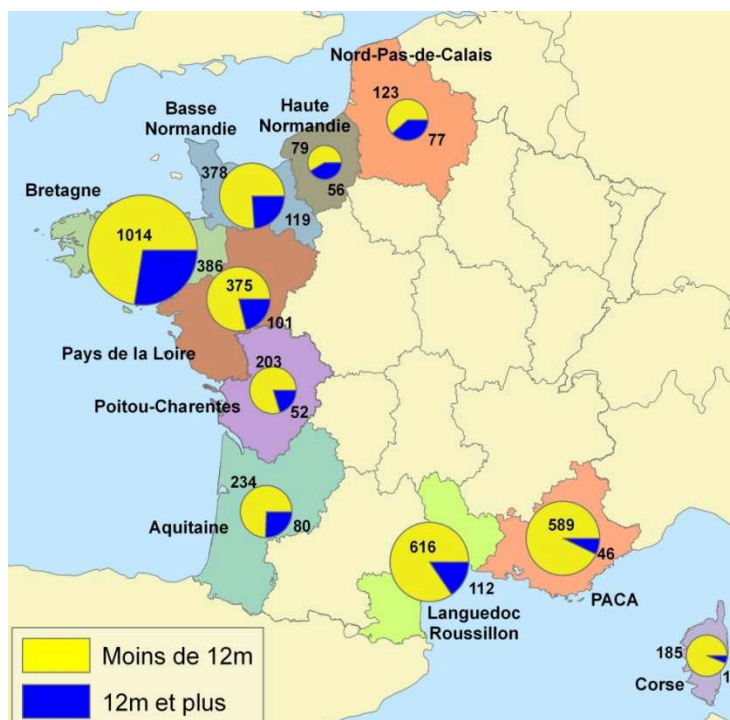 Nord-Pas-de-Calais
123
77
Basse
Normandie
Haute
Normandie
79
56
378
119
Bretagne
1014
386
375
101
Pays de la Loire
203
52
Poitou-Charentes
234
80
Aquitaine
616
112
Languedoc
Roussillon
589
46
PACA
185
Corse
Moins de 12m
12m et plus